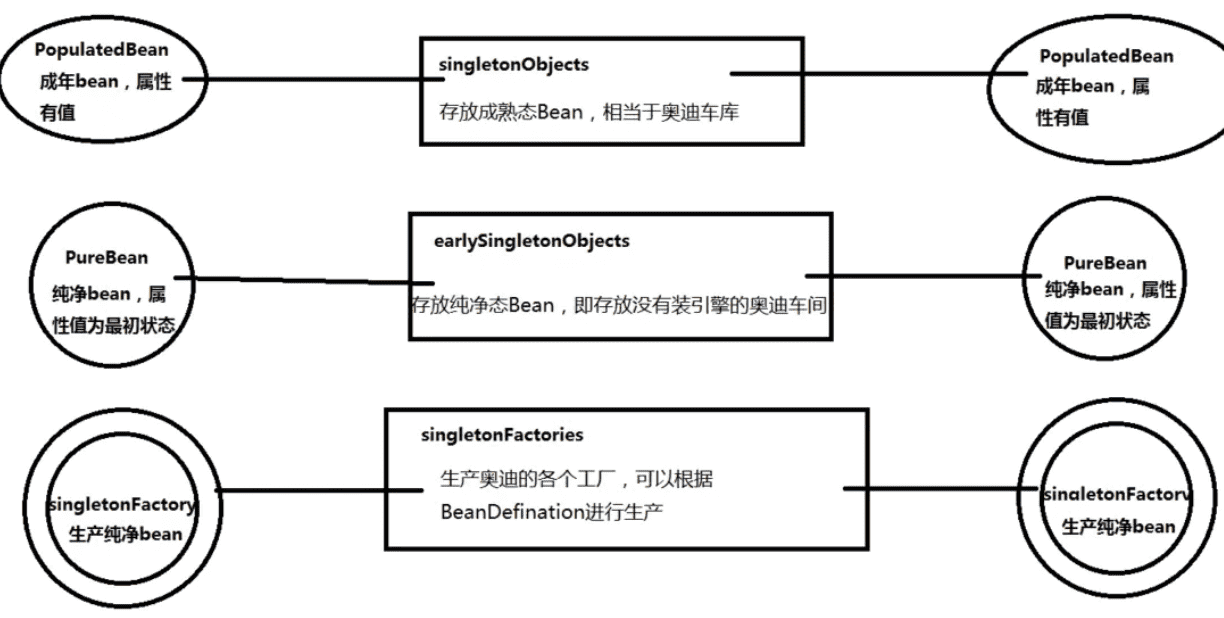 PopulatedBean
成年bean，属性
有值
singletonObjects
存放成熟态Bean，相当于奥迪车库
PopulatedBean
成年bean，属
性有值
PureBean
纯净bean，属
性值为最初状态
earlySingletonObjects
存放纯净态Bean，即存放没有装引擎的奥迪车间
PureBean
纯净bean，属性
值为最初状态
singletonFactory
生产纯净bean
singletonFactories
生产奥迪的各个工厂，可以根据
BeanDefination进行生产
singletonFactory
生产纯净bean